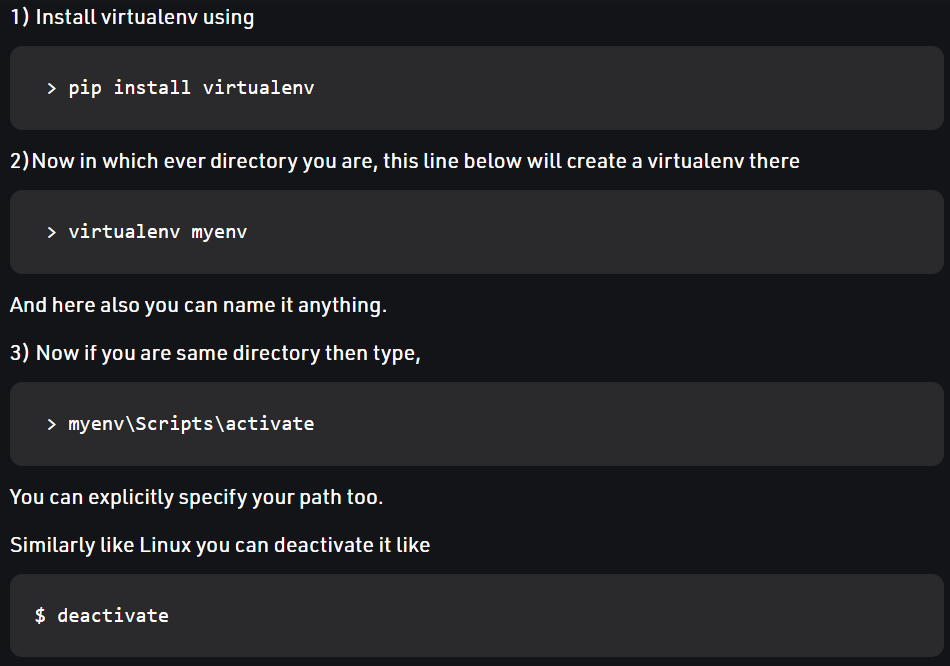 1) Install virtualenv using
> pip install virtualenv
2)Now in which ever directory you are, this line below will create a virtualenv there
> virtualenv myenv
And here also you can name it anything.
3) Now if you are same directory then type,
> myenv\Scripts\activate
You can explicitly specify your path too.
Similarly like Linux you can deactivate it like
$ deactivate